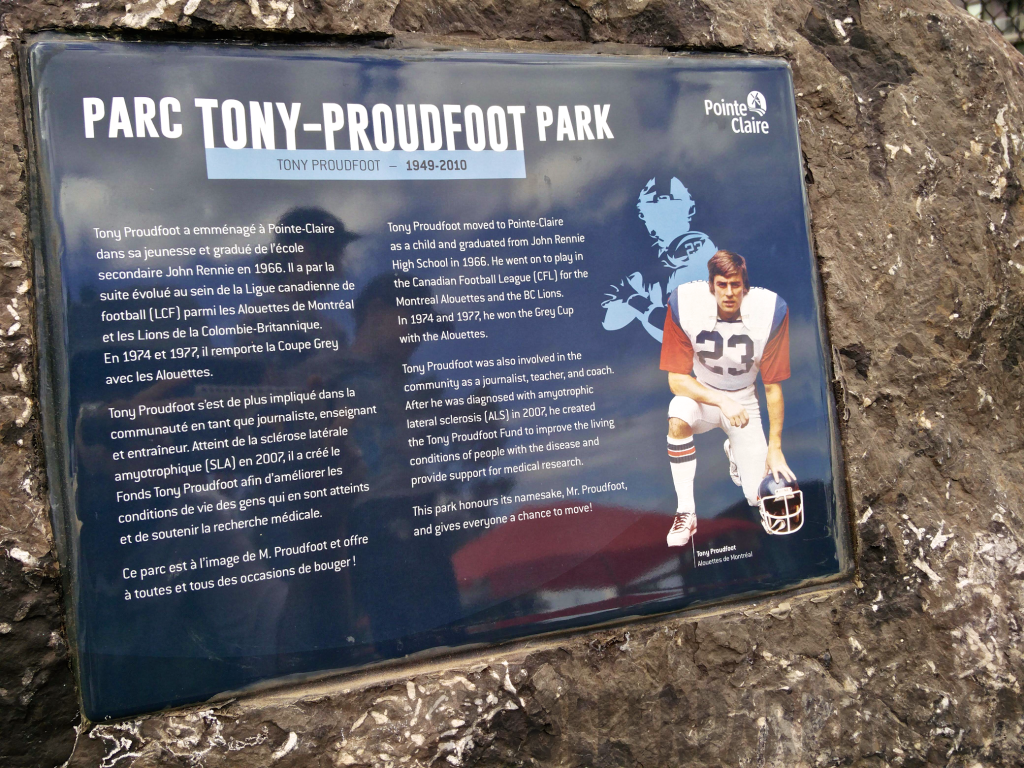 PARC TONY-PROUDFOOT PARK
TONY PROUDFOOT – 1949-2010
Pointe
Claire
Tony Proudfoot a emménagé à Pointe-Claire
dans sa jeunesse et gradué de l'école
secondaire John Rennie en 1966. Il a par la
suite évolué au sein de la Ligue canadienne de
football (LCF) parmi les Alouettes de Montréal
et les Lions de la Colombie-Britannique.
En 1974 et 1977, il remporte la Coupe Grey
avec les Alouettes.
Tony Proudfoot s'est de plus impliqué dans la
communauté en tant que journaliste, enseignant
et entraîneur. Atteint de la sclérose latérale
amyotrophique (SLA) en 2007, il a créé le
Fonds Tony Proudfoot afin d'améliorer les
conditions de vie des gens qui en sont atteints
et de soutenir la recherche médicale.
Ce parc est à l'image de M. Proudfoot et offre
à toutes et tous des occasions de bouger !
Tony Proudfoot moved to Pointe-Claire
as a child and graduated from John Rennie
High School in 1966. He went on to play in
the Canadian Football League (CFL) for the
Montreal Alouettes and the BC Lions.
In 1974 and 1977, he won the Grey Cup
with the Alouettes.
Tony Proudfoot was also involved in the
community as a journalist, teacher, and coach.
After he was diagnosed with amyotrophic
lateral sclerosis (ALS) in 2007, he created
the Tony Proudfoot Fund to improve the living
conditions of people with the disease and
provide support for medical research.
This park honours its namesake, Mr. Proudfoot,
and gives everyone a chance to move!
23
Tony Proudfoot
Alouettes de Montréal